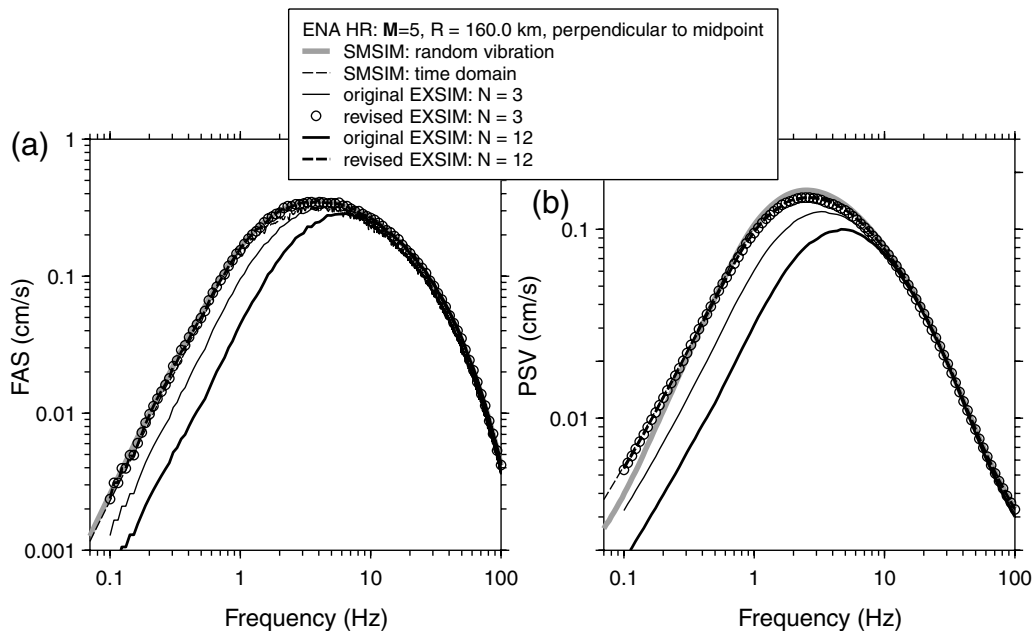 ENA HR: M=5, R = 160.0 km, perpendicular to midpoint
SMSIM: random vibration
SMSIM: time domain
original EXSIM: N = 3
revised EXSIM: N = 3
original EXSIM: N = 12
revised EXSIM: N = 12
(a)
1
0.1
0.01
0.001
FAS (cm/s)
0.1
1
10
100
Frequency (Hz)
(b)
0.1
0.01
PSV (cm/s)
0.1
1
10
100
Frequency (Hz)